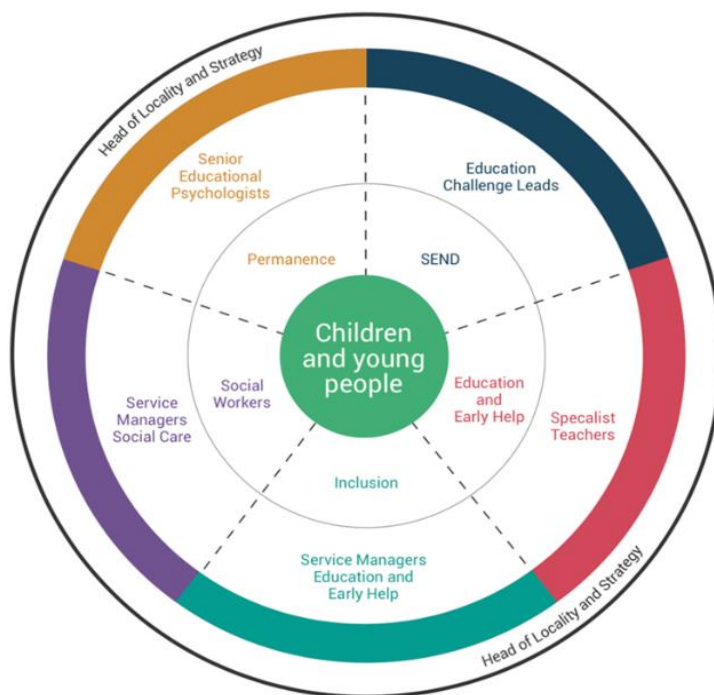 Head of Locality and Strategy
Senior
Educational
Psychologists
Education
Challenge Leads
Permanence
SEND
Children
and young
people
Service
Managers
Social Care
Social
Workers
Education
and
Early Help
Specalist
Teachers
Inclusion
Service Managers
Education and
Early Help
Head of Locality and Strategy